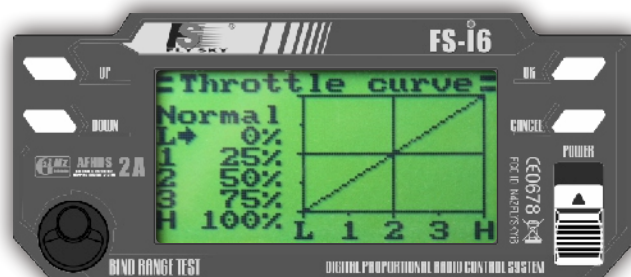 FS FLY SKY
FS-i6
UP
DOWN
OK
CANCEL
POWER
Throttle curve
Normal
L➔ 0%
1 25%
2 50%
3 75%
H 100%
L 1 2 3 H
AFHDS 2A
CE0678
BIND RANGE TEST
DIGITAL PROPORTIONAL RADIO CONTROL SYSTEM